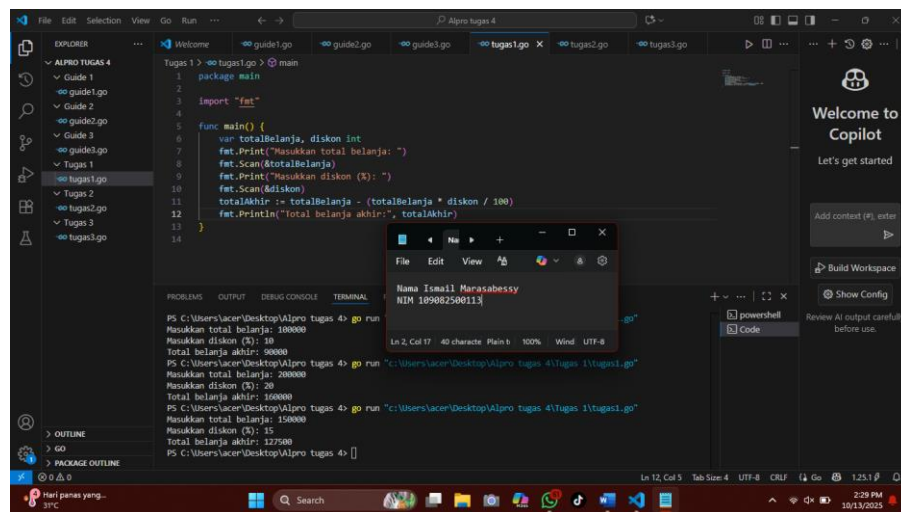 File Edit Selection View Go Run ...
Alpro tugas 4
EXPLORER
ALPRO TUGAS 4
Guide 1
guide1.go
Guide 2
guide2.go
Guide 3
guide3.go
Tugas 1
tugas1.go
Tugas 2
tugas2.go
Tugas 3
tugas3.go
OUTLINE
GO
PACKAGE OUTLINE
Welcome guide1.go guide2.go guide3.go tugas1.go tugas2.go tugas3.go
Tugas 1 > tugas1.go > main
1 package main
2
3 import "fmt"
4
5 func main() {
6 var totalBelanja, diskon int
7 fmt.Print("Masukkan total belanja: ")
8 fmt.Scan(&totalBelanja)
9 fmt.Print("Masukkan diskon (%): ")
10 fmt.Scan(&diskon)
11 totalAkhir := totalBelanja - (totalBelanja * diskon / 100)
12 fmt.Println("Total belanja akhir:", totalAkhir)
13 }
14
Na
File Edit View
Nama Ismail Marasabessy
NIM 109082500113
Ln 2, Col 17 40 characte Plain t 100% Wind UTF-8
PROBLEMS OUTPUT DEBUG CONSOLE TERMINAL
PS C:\Users\acer\Desktop\Alpro tugas 4> go run .go"
Masukkan total belanja: 100000
Masukkan diskon (%): 10
Total belanja akhir: 90000
PS C:\Users\acer\Desktop\Alpro tugas 4> go run "c:\Users\acer\Desktop\Alpro tugas 4\Tugas 1\tugas1.go"
Masukkan total belanja: 200000
Masukkan diskon (%): 20
Total belanja akhir: 160000
PS C:\Users\acer\Desktop\Alpro tugas 4> go run "c:\Users\acer\Desktop\Alpro tugas 4\Tugas 1\tugas1.go"
Masukkan total belanja: 150000
Masukkan diskon (%): 15
Total belanja akhir: 127500
PS C:\Users\acer\Desktop\Alpro tugas 4>
powershell
Code
Welcome to
Copilot
Let's get started
Add context (#), exter
Build Workspace
Show Config
Review AI output carefull
before use.
Ln 12, Col 5 Tab Size: 4 UTF-8 CRLF Go 1.25.1
Hari panas yang...
31°C
Search
2:29 PM
10/13/2025